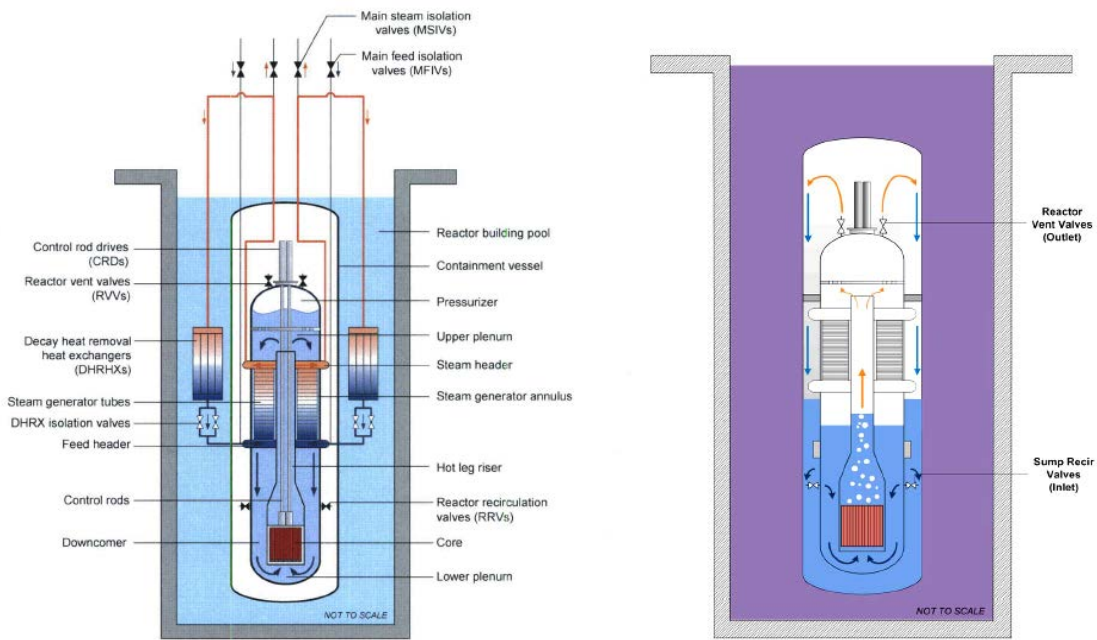 Main steam isolation
valves (MSIVs)
Main feed isolation
valves (MFIVs)
Control rod drives
(CRDs)
Reactor vent valves
(RVVs)
Decay heat removal
heat exchangers
(DHRHXs)
Steam generator tubes
DHRX isolation valves
Feed header
Control rods
Downcomer
Reactor building pool
Containment vessel
Pressurizer
Upper plenum
Steam header
Steam generator annulus
Hot leg riser
Reactor recirculation
valves (RRVs)
Core
Lower plenum
NOT TO SCALE
Reactor
Vent Valves
(Outlet)
Sump Recir
Valves
(Inlet)
NOT TO SCALE